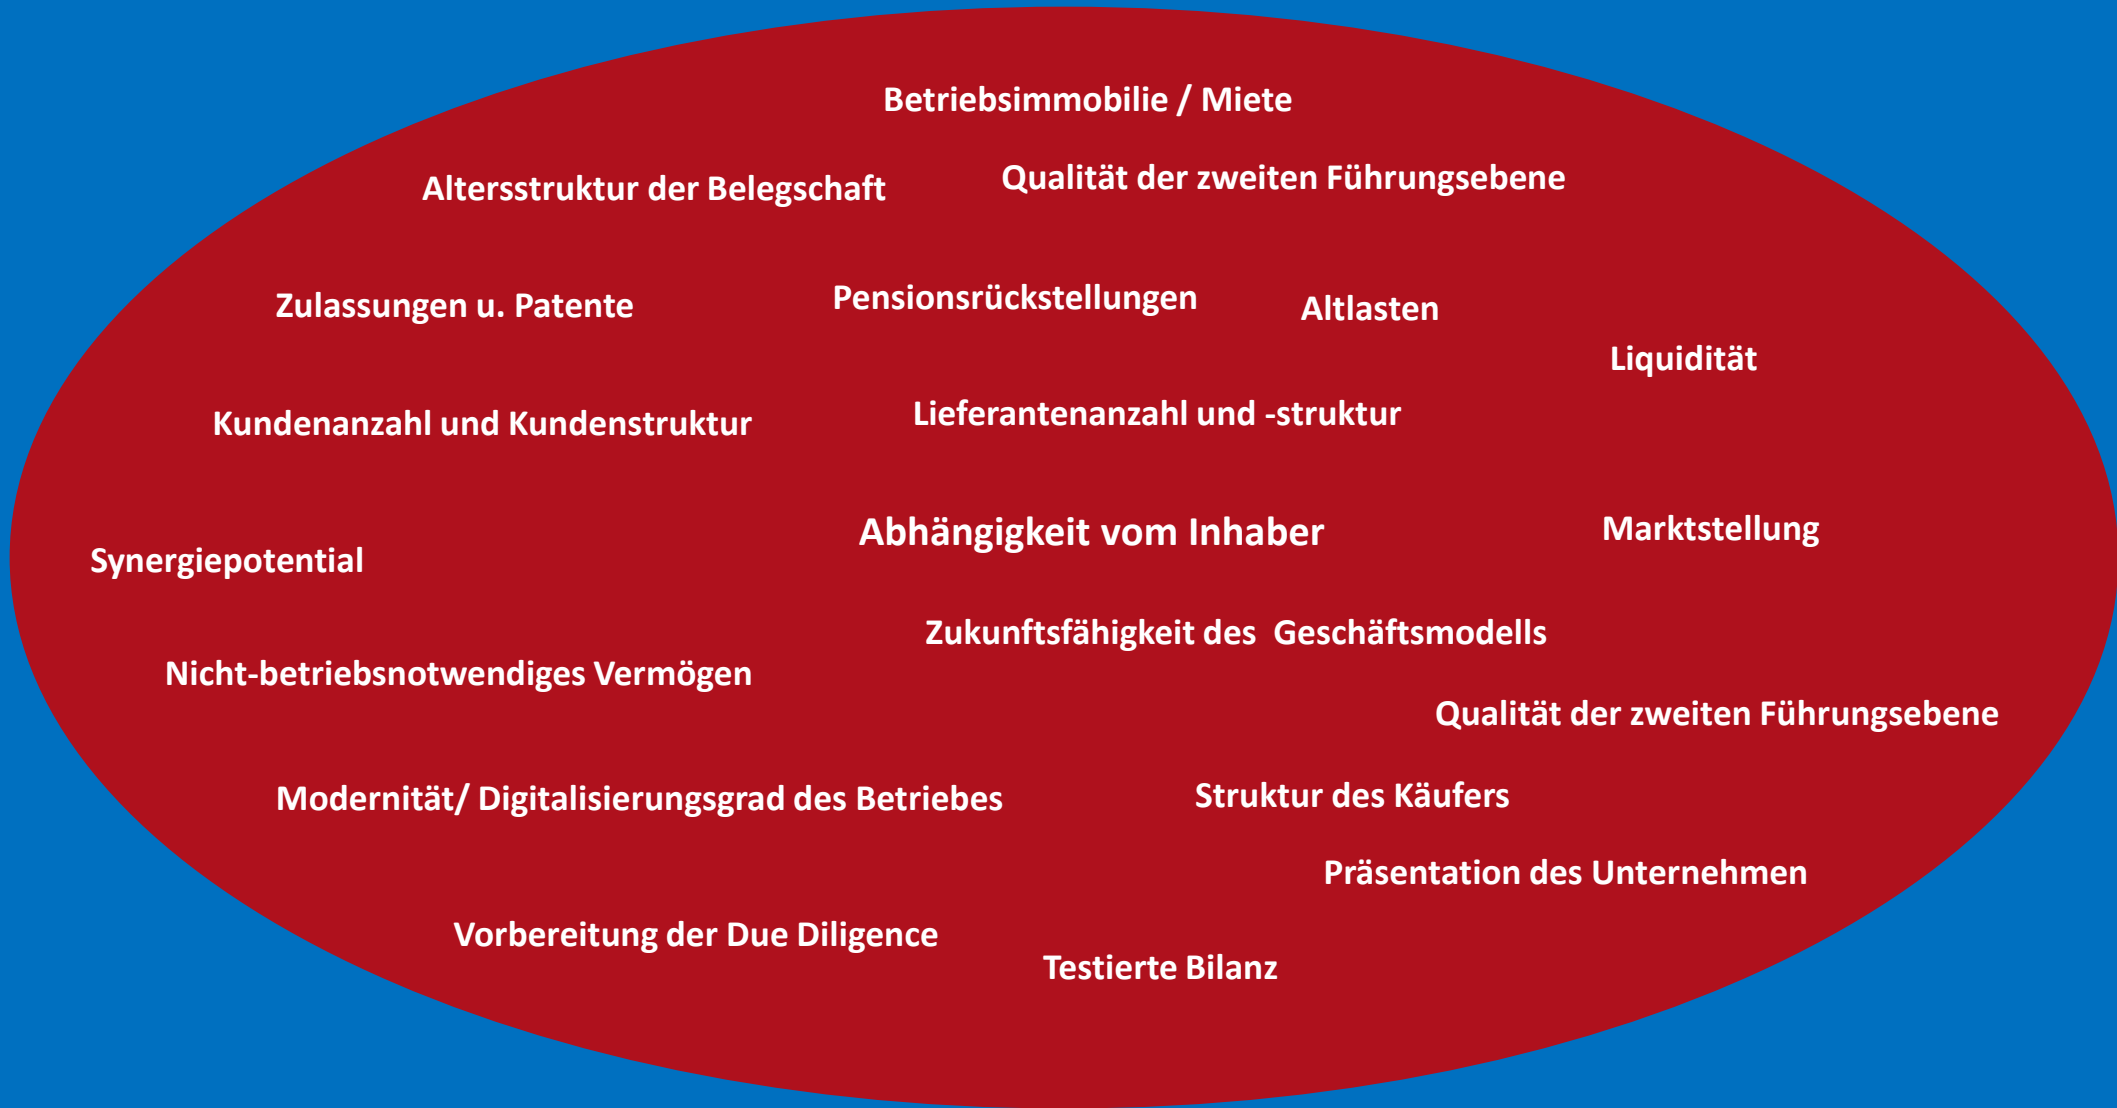 Betriebsimmobilie / Miete
Altersstruktur der Belegschaft
Qualität der zweiten Führungsebene
Zulassungen u. Patente
Pensionsrückstellungen
Altlasten
Liquidität
Kundenanzahl und Kundenstruktur
Lieferantenanzahl und -struktur
Abhängigkeit vom Inhaber
Marktstellung
Synergiepotential
Zukunftsfähigkeit des  Geschäftsmodells
Nicht-betriebsnotwendiges Vermögen
Qualität der zweiten Führungsebene
Modernität/ Digitalisierungsgrad des Betriebes
Struktur des Käufers
Präsentation des Unternehmen
Vorbereitung der Due Diligence
Testierte Bilanz